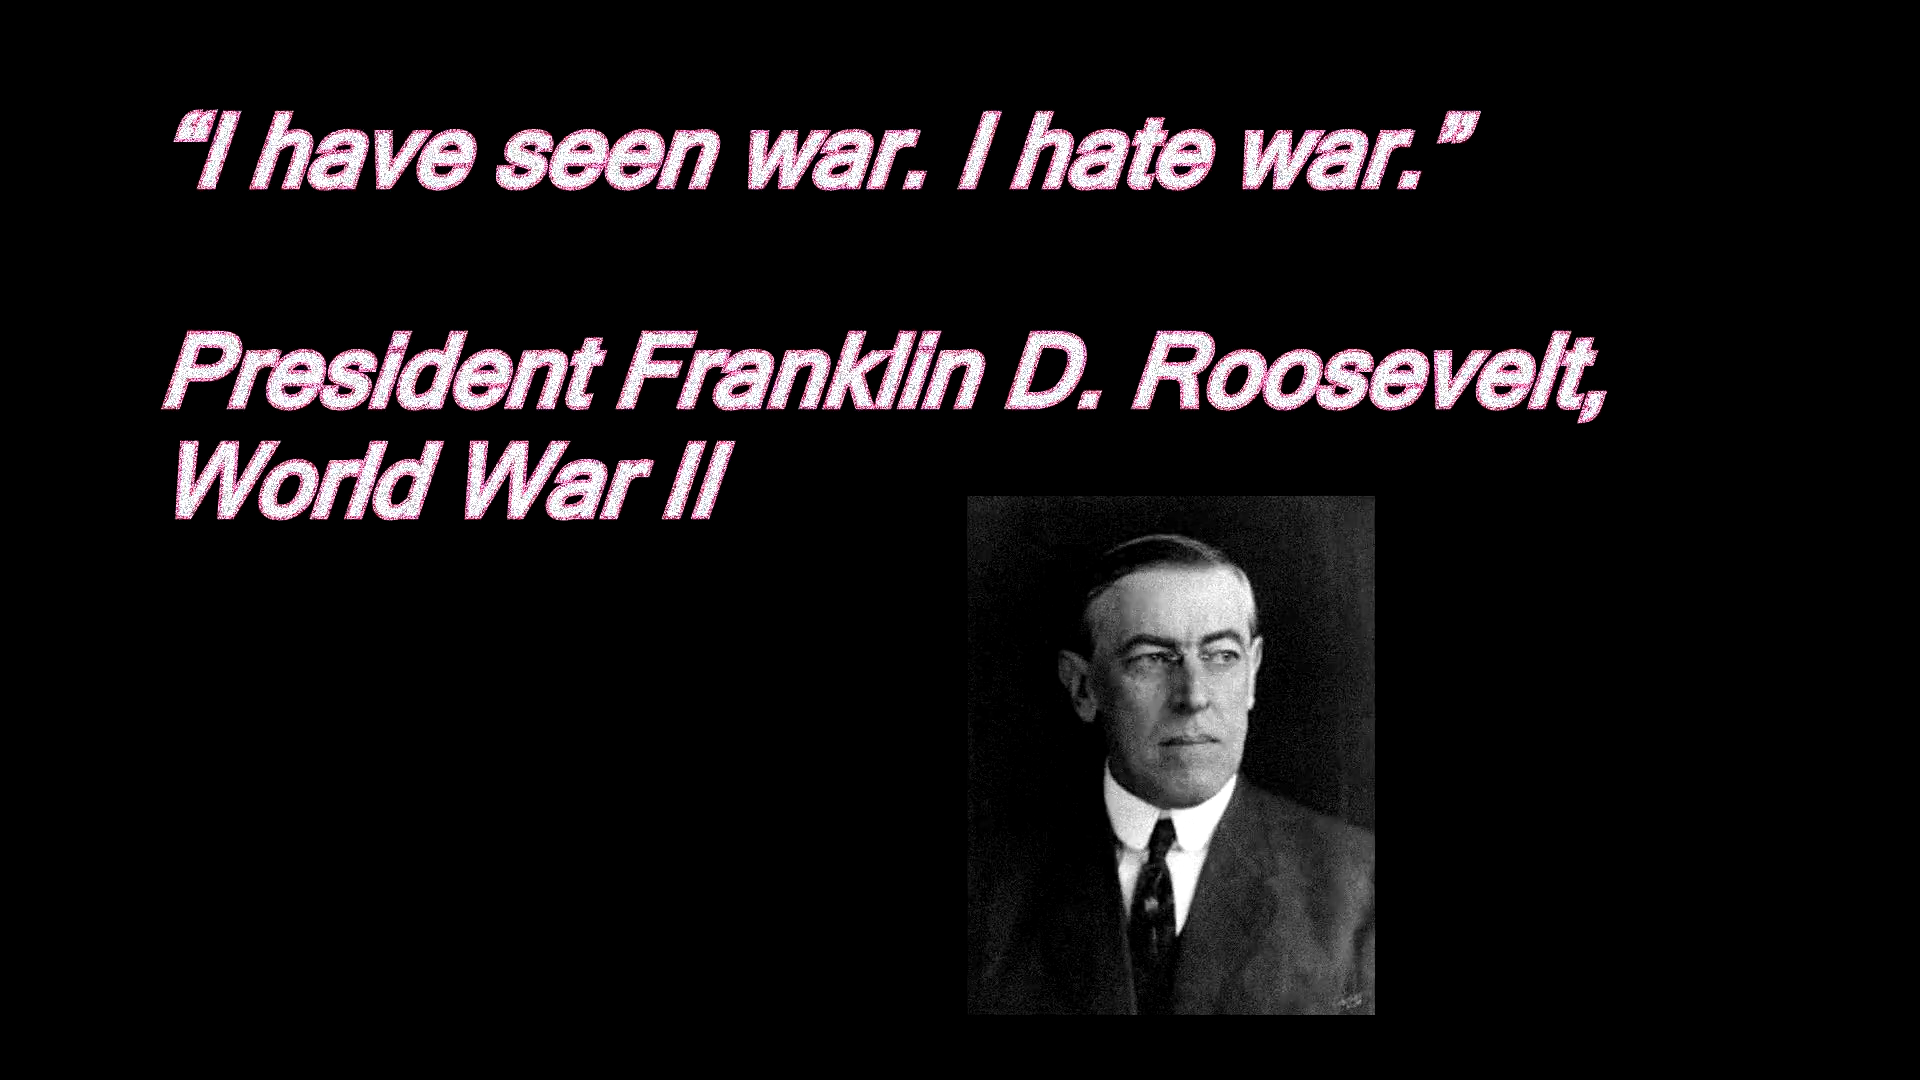 “I have seen war. I hate war.”
President Franklin D. Roosevelt,
World War II